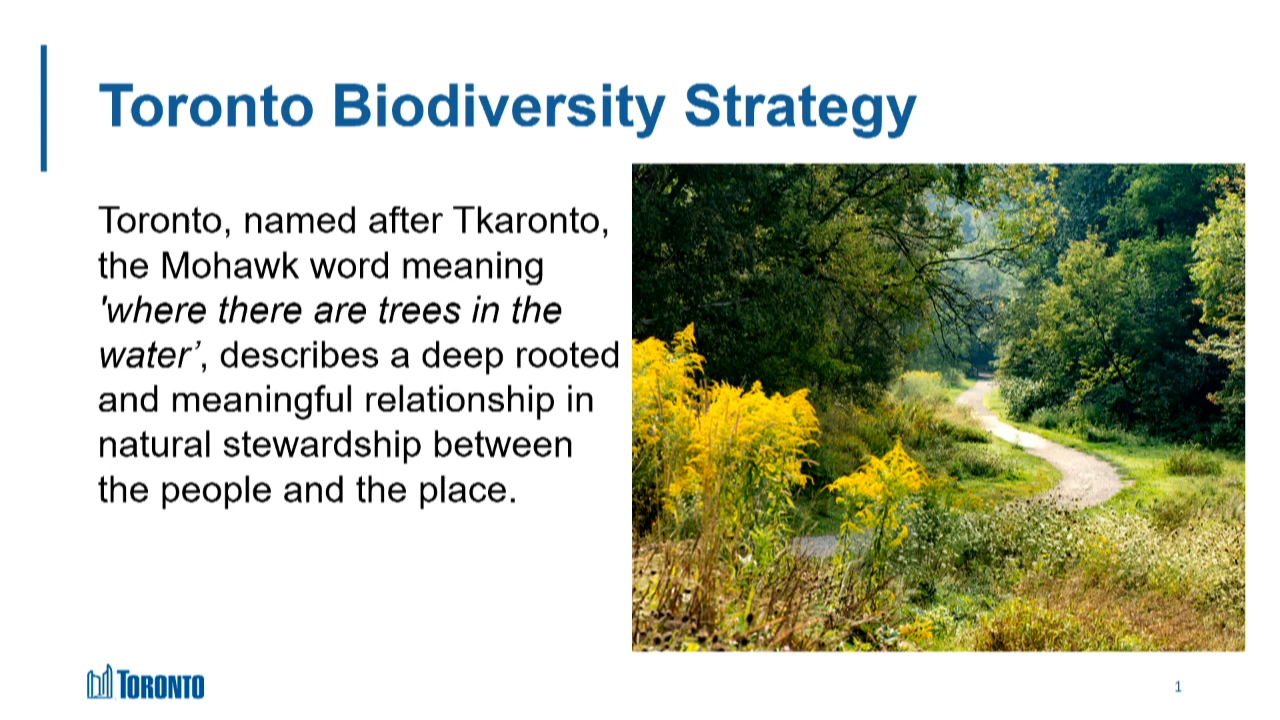 Toronto Biodiversity Strategy
Toronto, named after Tkaronto,
the Mohawk word meaning
'where there are trees in the
water’, describes a deep rooted
and meaningful relationship in
natural stewardship between
the people and the place.
TORONTO
1